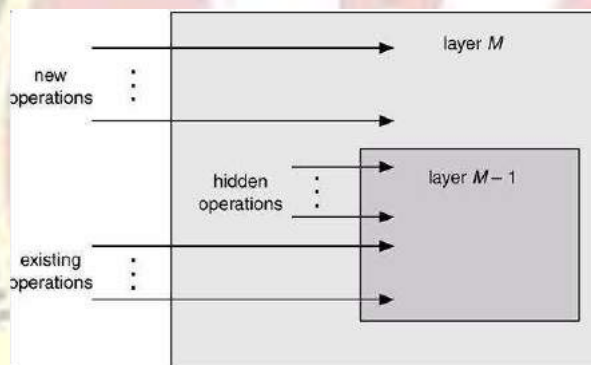 layer M
new
operations
layer M – 1
hidden
operations
existing
operations